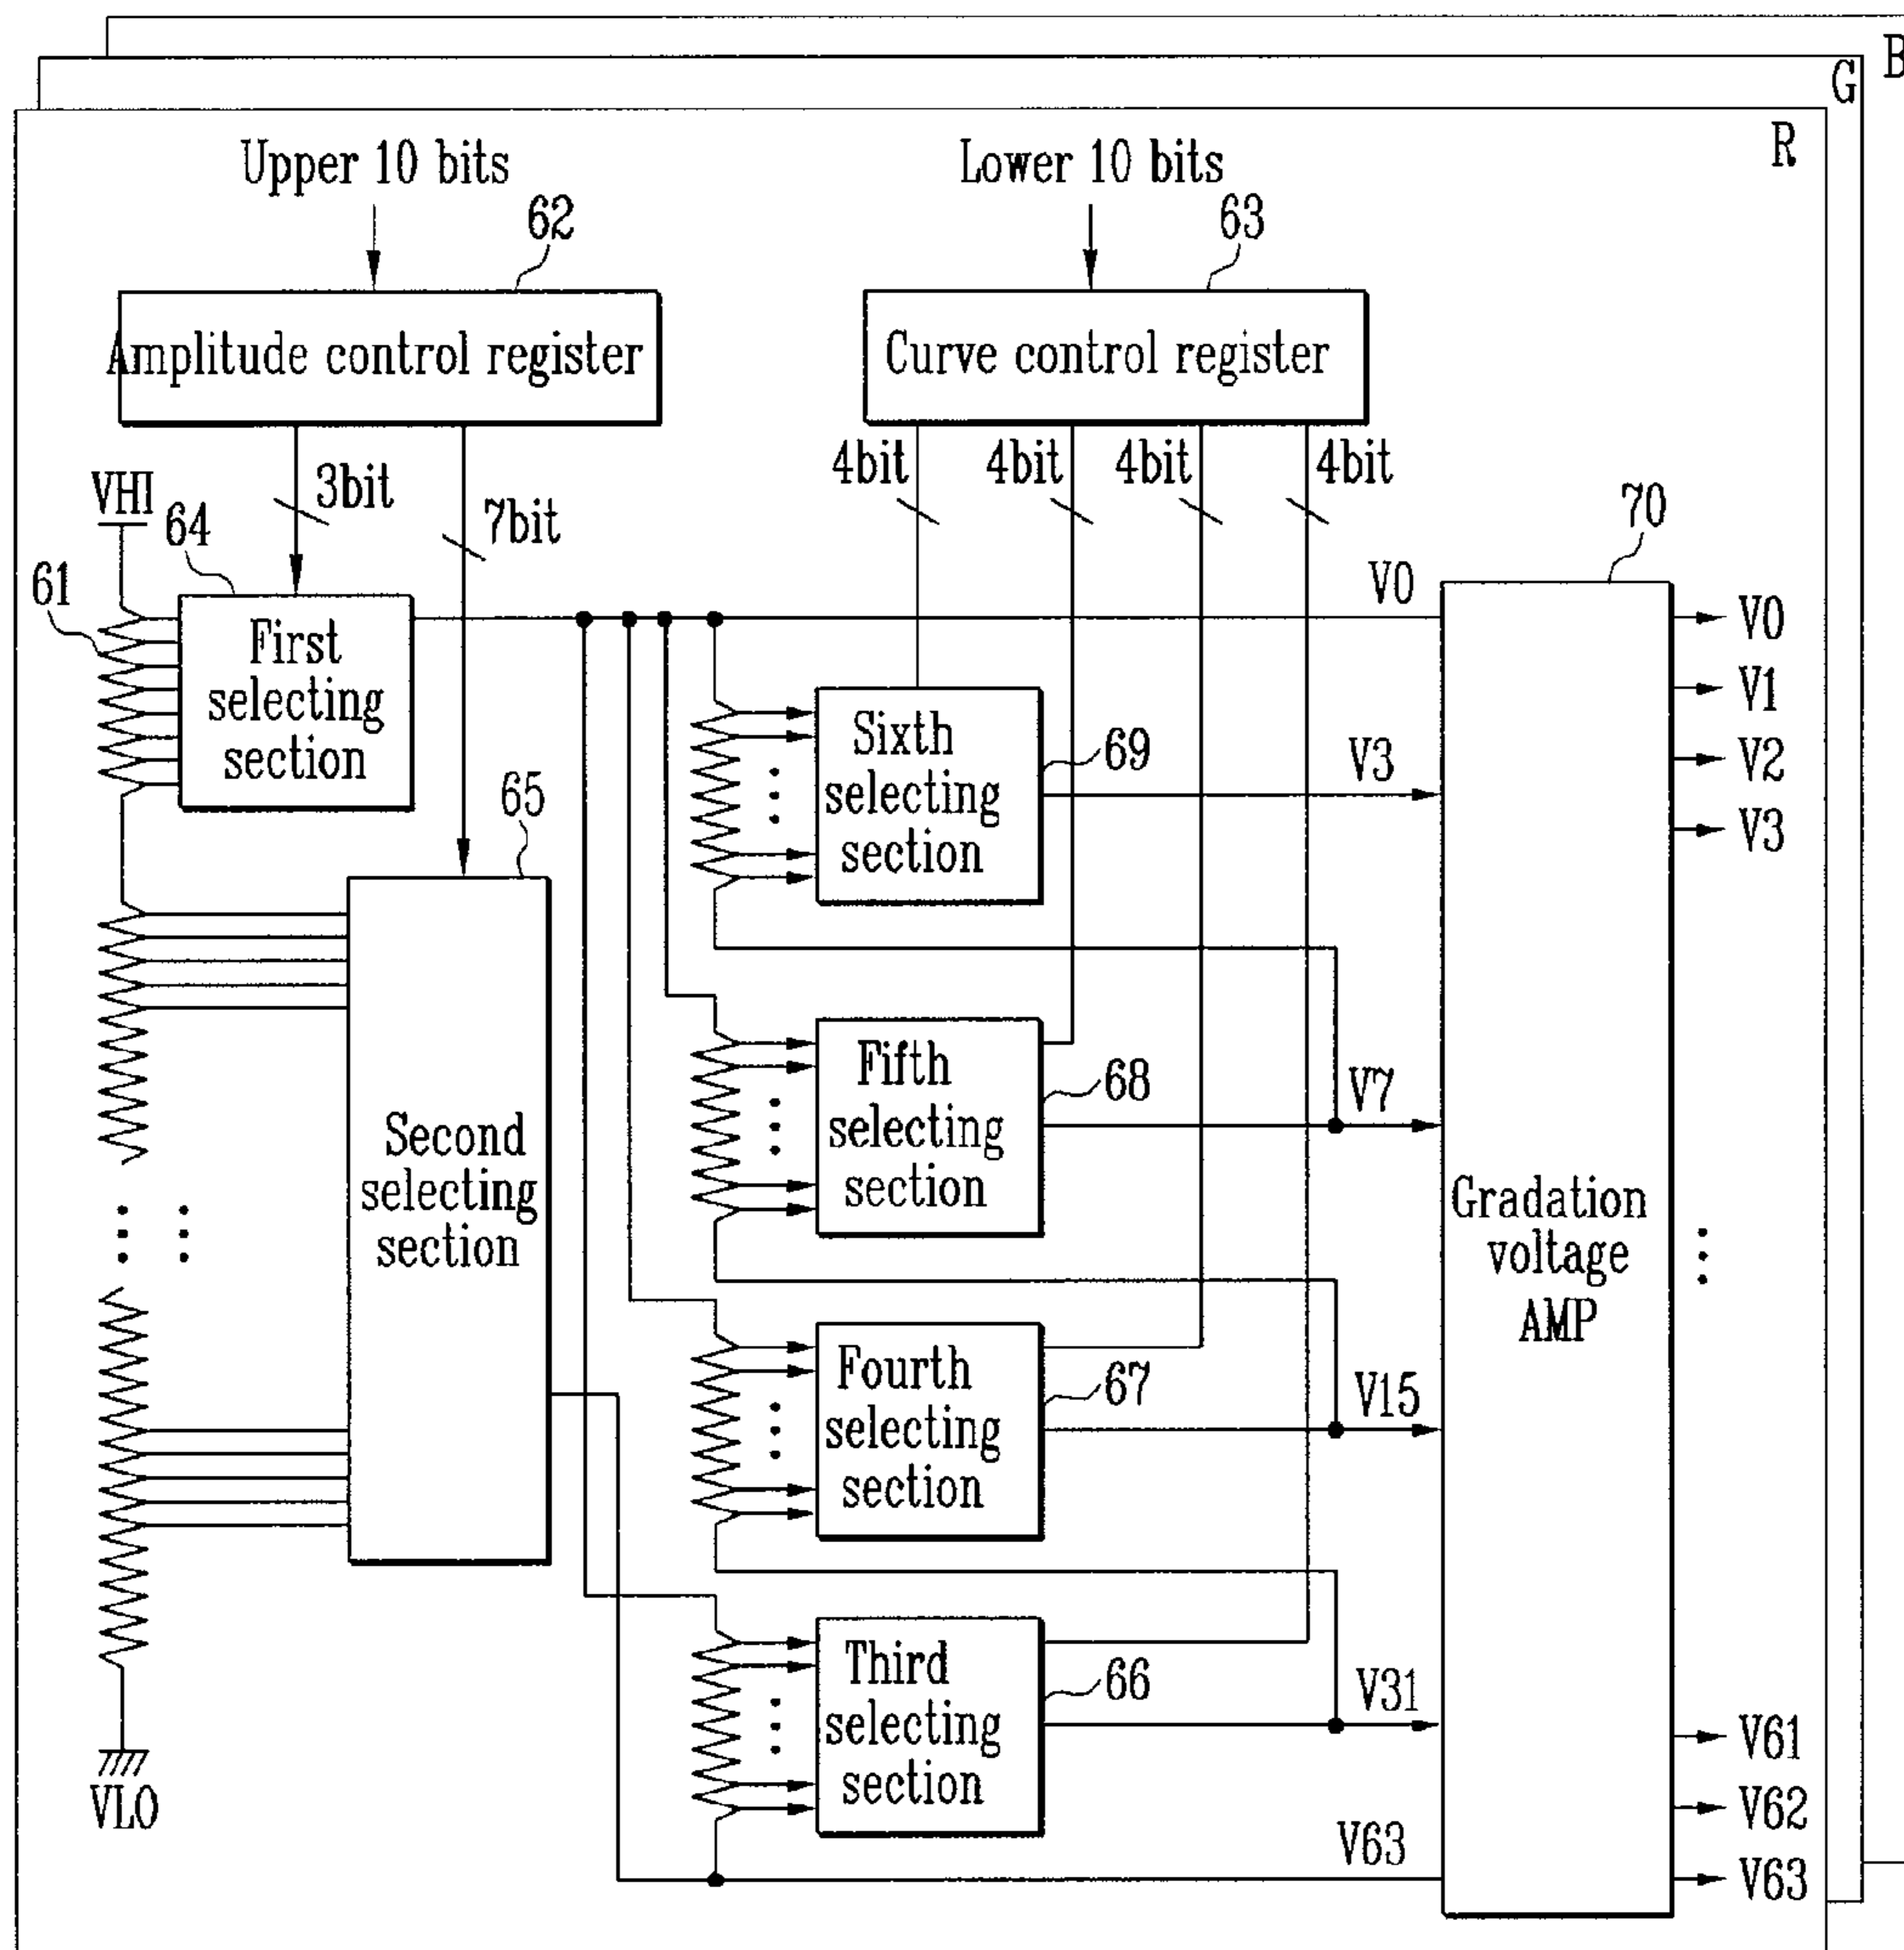 B
G
R
Upper 10 bits
Lower 10 bits
62
63
Amplitude control register
Curve control register
3bit
7bit
4bit
4bit
4bit
4bit
VHI
64
61
70
V0
First
selecting
section
65
Sixth
selecting
section
69
V3
V0
V1
V2
V3
Second
selecting
section
Fifth
selecting
section
68
V7
Gradation
voltage
AMP
Fourth
selecting
section
67
V15
Third
selecting
section
66
V31
V63
VLO
V61
V62
V63